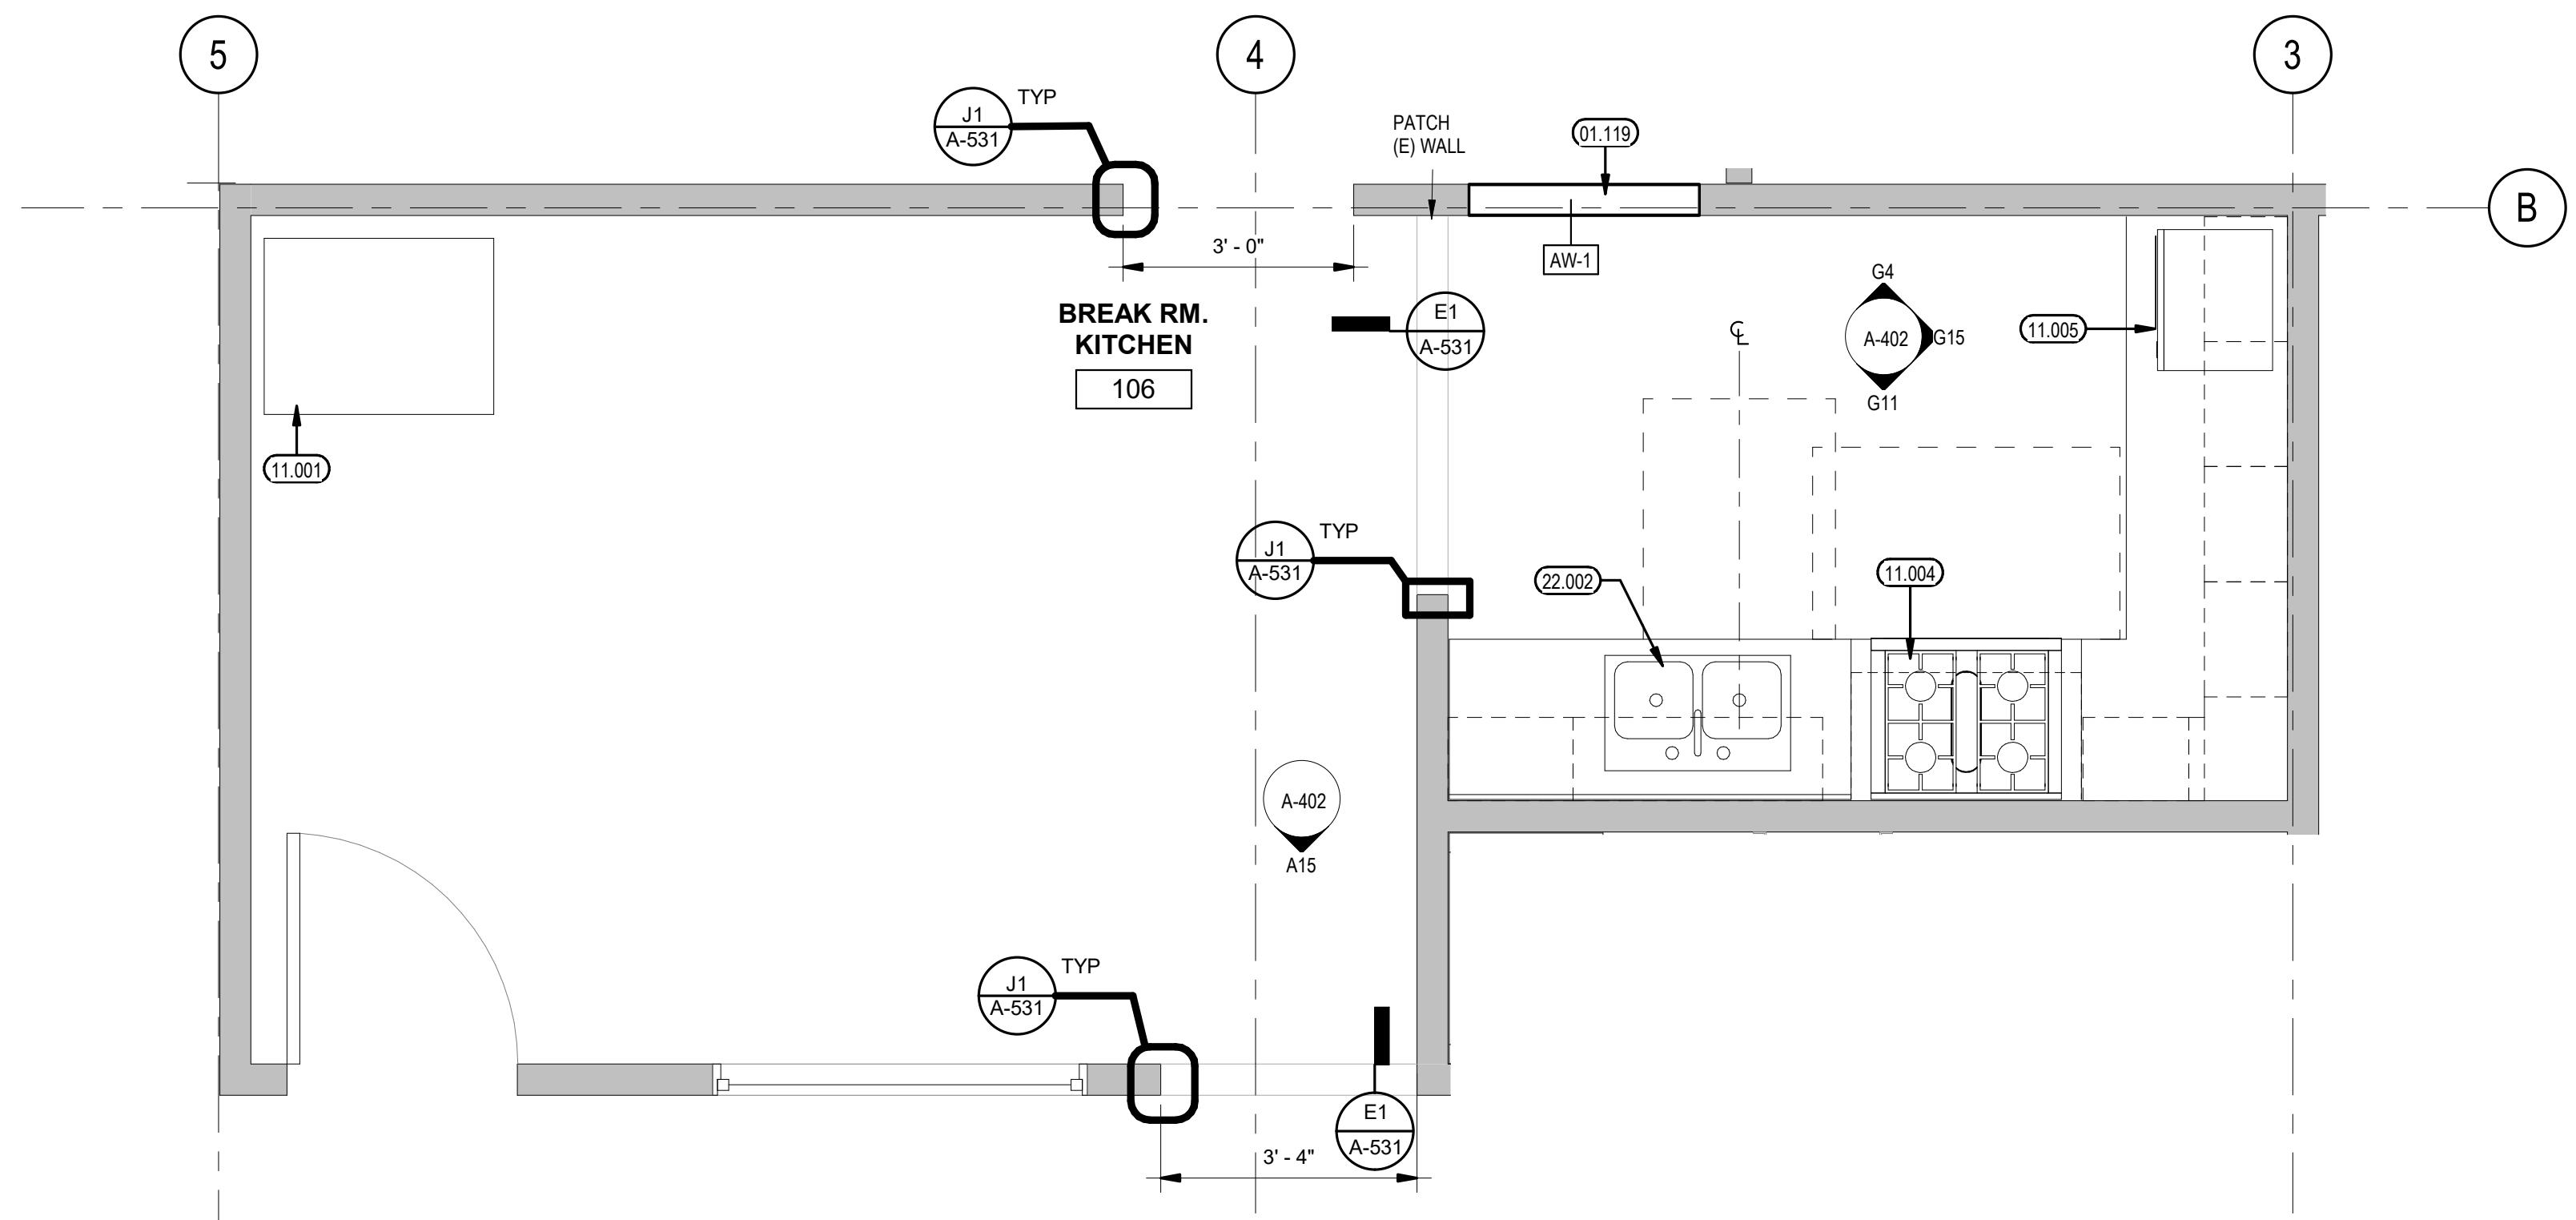 5
4
3
J1
A-531
TYP
PATCH
(E) WALL
01.119
B
3' - 0"
AW-1
BREAK RM.
KITCHEN
106
E1
A-531
G4
A-402
G15
G11
11.005
℄
11.001
J1
A-531
TYP
22.002
11.004
A-402
A15
J1
A-531
TYP
E1
A-531
3' - 4"